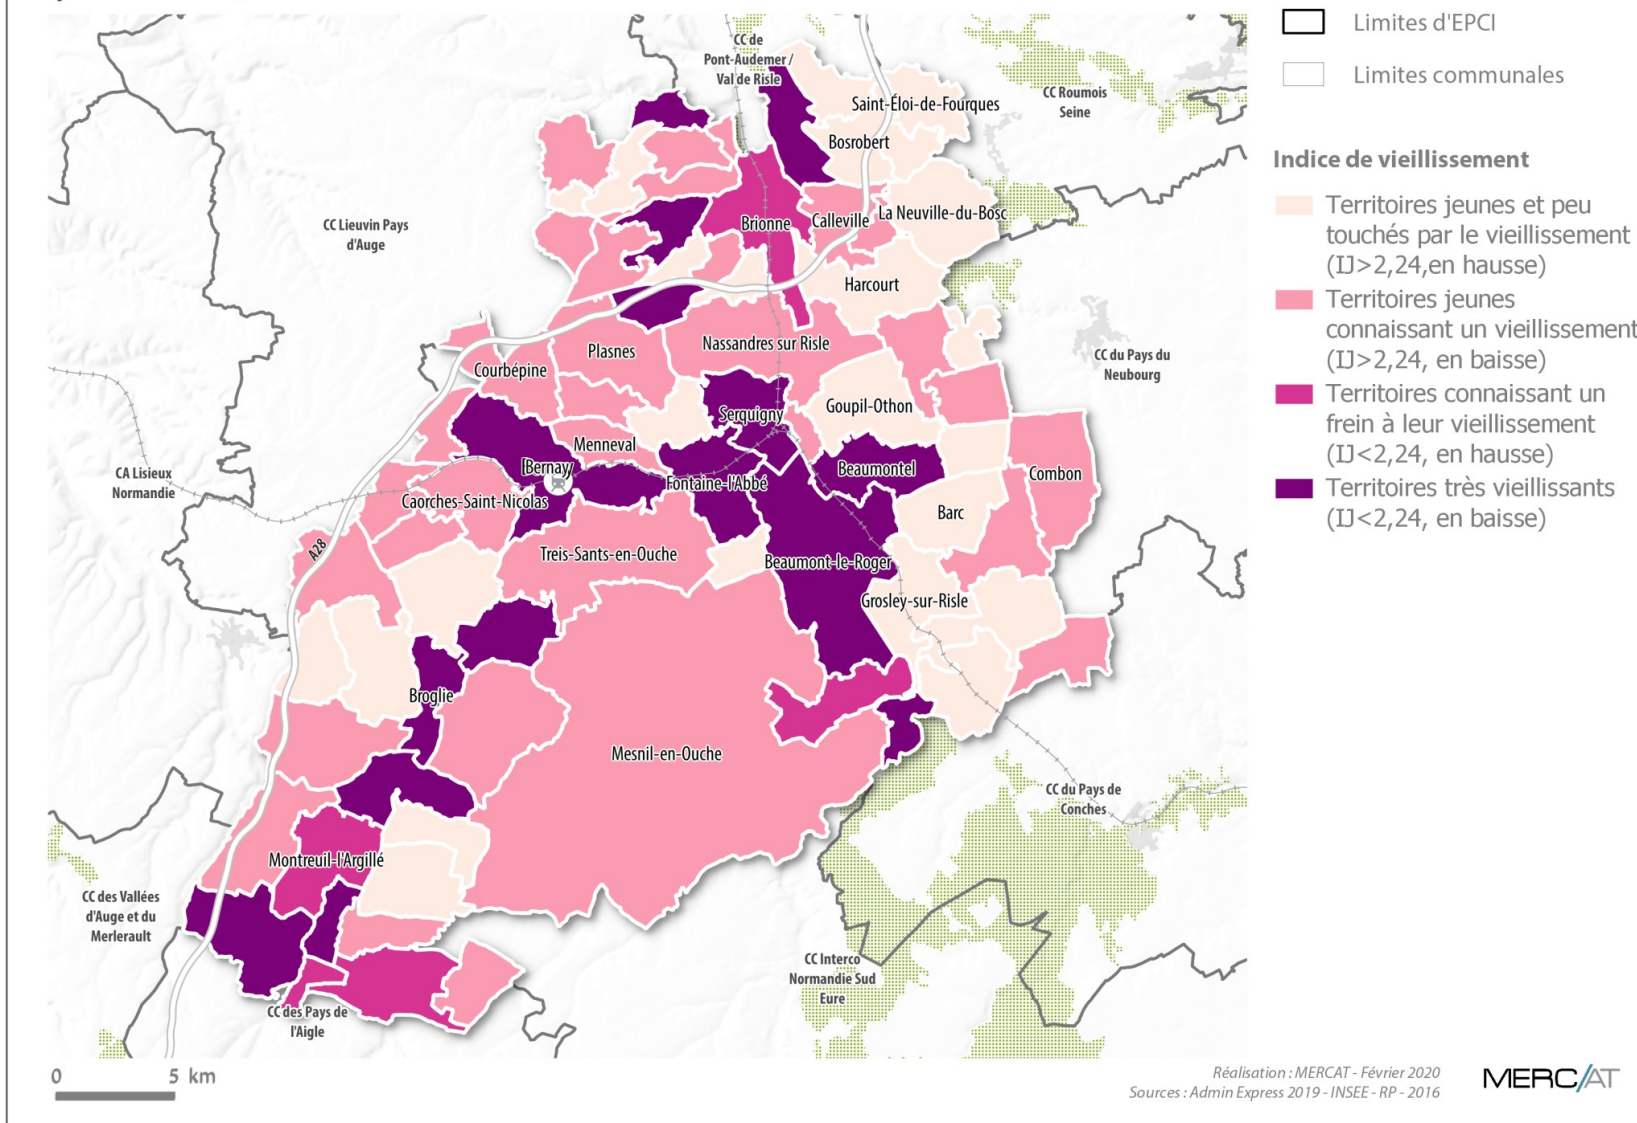 CC de
Pont-Audemer /
Val de Risle
Saint-Éloi-de-Fourques
CC Roumois
Seine
Bosrobert
CC Lieuvin Pays
d'Auge
Brionne
Calleville
La Neuville-du-Bosc
Harcourt
Nassandres sur Risle
Plasnes
Courbépine
CC du Pays du
Neubourg
Serquigny
Goupil-Othon
Menneval
CA Lisieux
Normandie
Bernay
Fontaine-l'Abbé
Beaumontel
Combon
Caorches-Saint-Nicolas
Barc
A28
Treis-Sants-en-Ouche
Beaumont-le-Roger
Grosley-sur-Risle
Broglie
Mesnil-en-Ouche
CC du Pays de
Conches
Montreuil-l'Argillé
CC des Vallées
d'Auge et du
Merlerault
CC Interco
Normandie Sud
Eure
CC des Pays de
l'Aigle
0 5 km
Limites d'EPCI
Limites communales
Indice de vieillissement
Territoires jeunes et peu
touchés par le vieillissement
(IJ>2,24,en hausse)
Territoires jeunes
connaissant un vieillissement
(IJ>2,24, en baisse)
Territoires connaissant un
frein à leur vieillissement
(IJ<2,24, en hausse)
Territoires très vieillissants
(IJ<2,24, en baisse)
Réalisation : MERCAT - Février 2020
Sources : Admin Express 2019 - INSEE - RP - 2016
MERC/AT